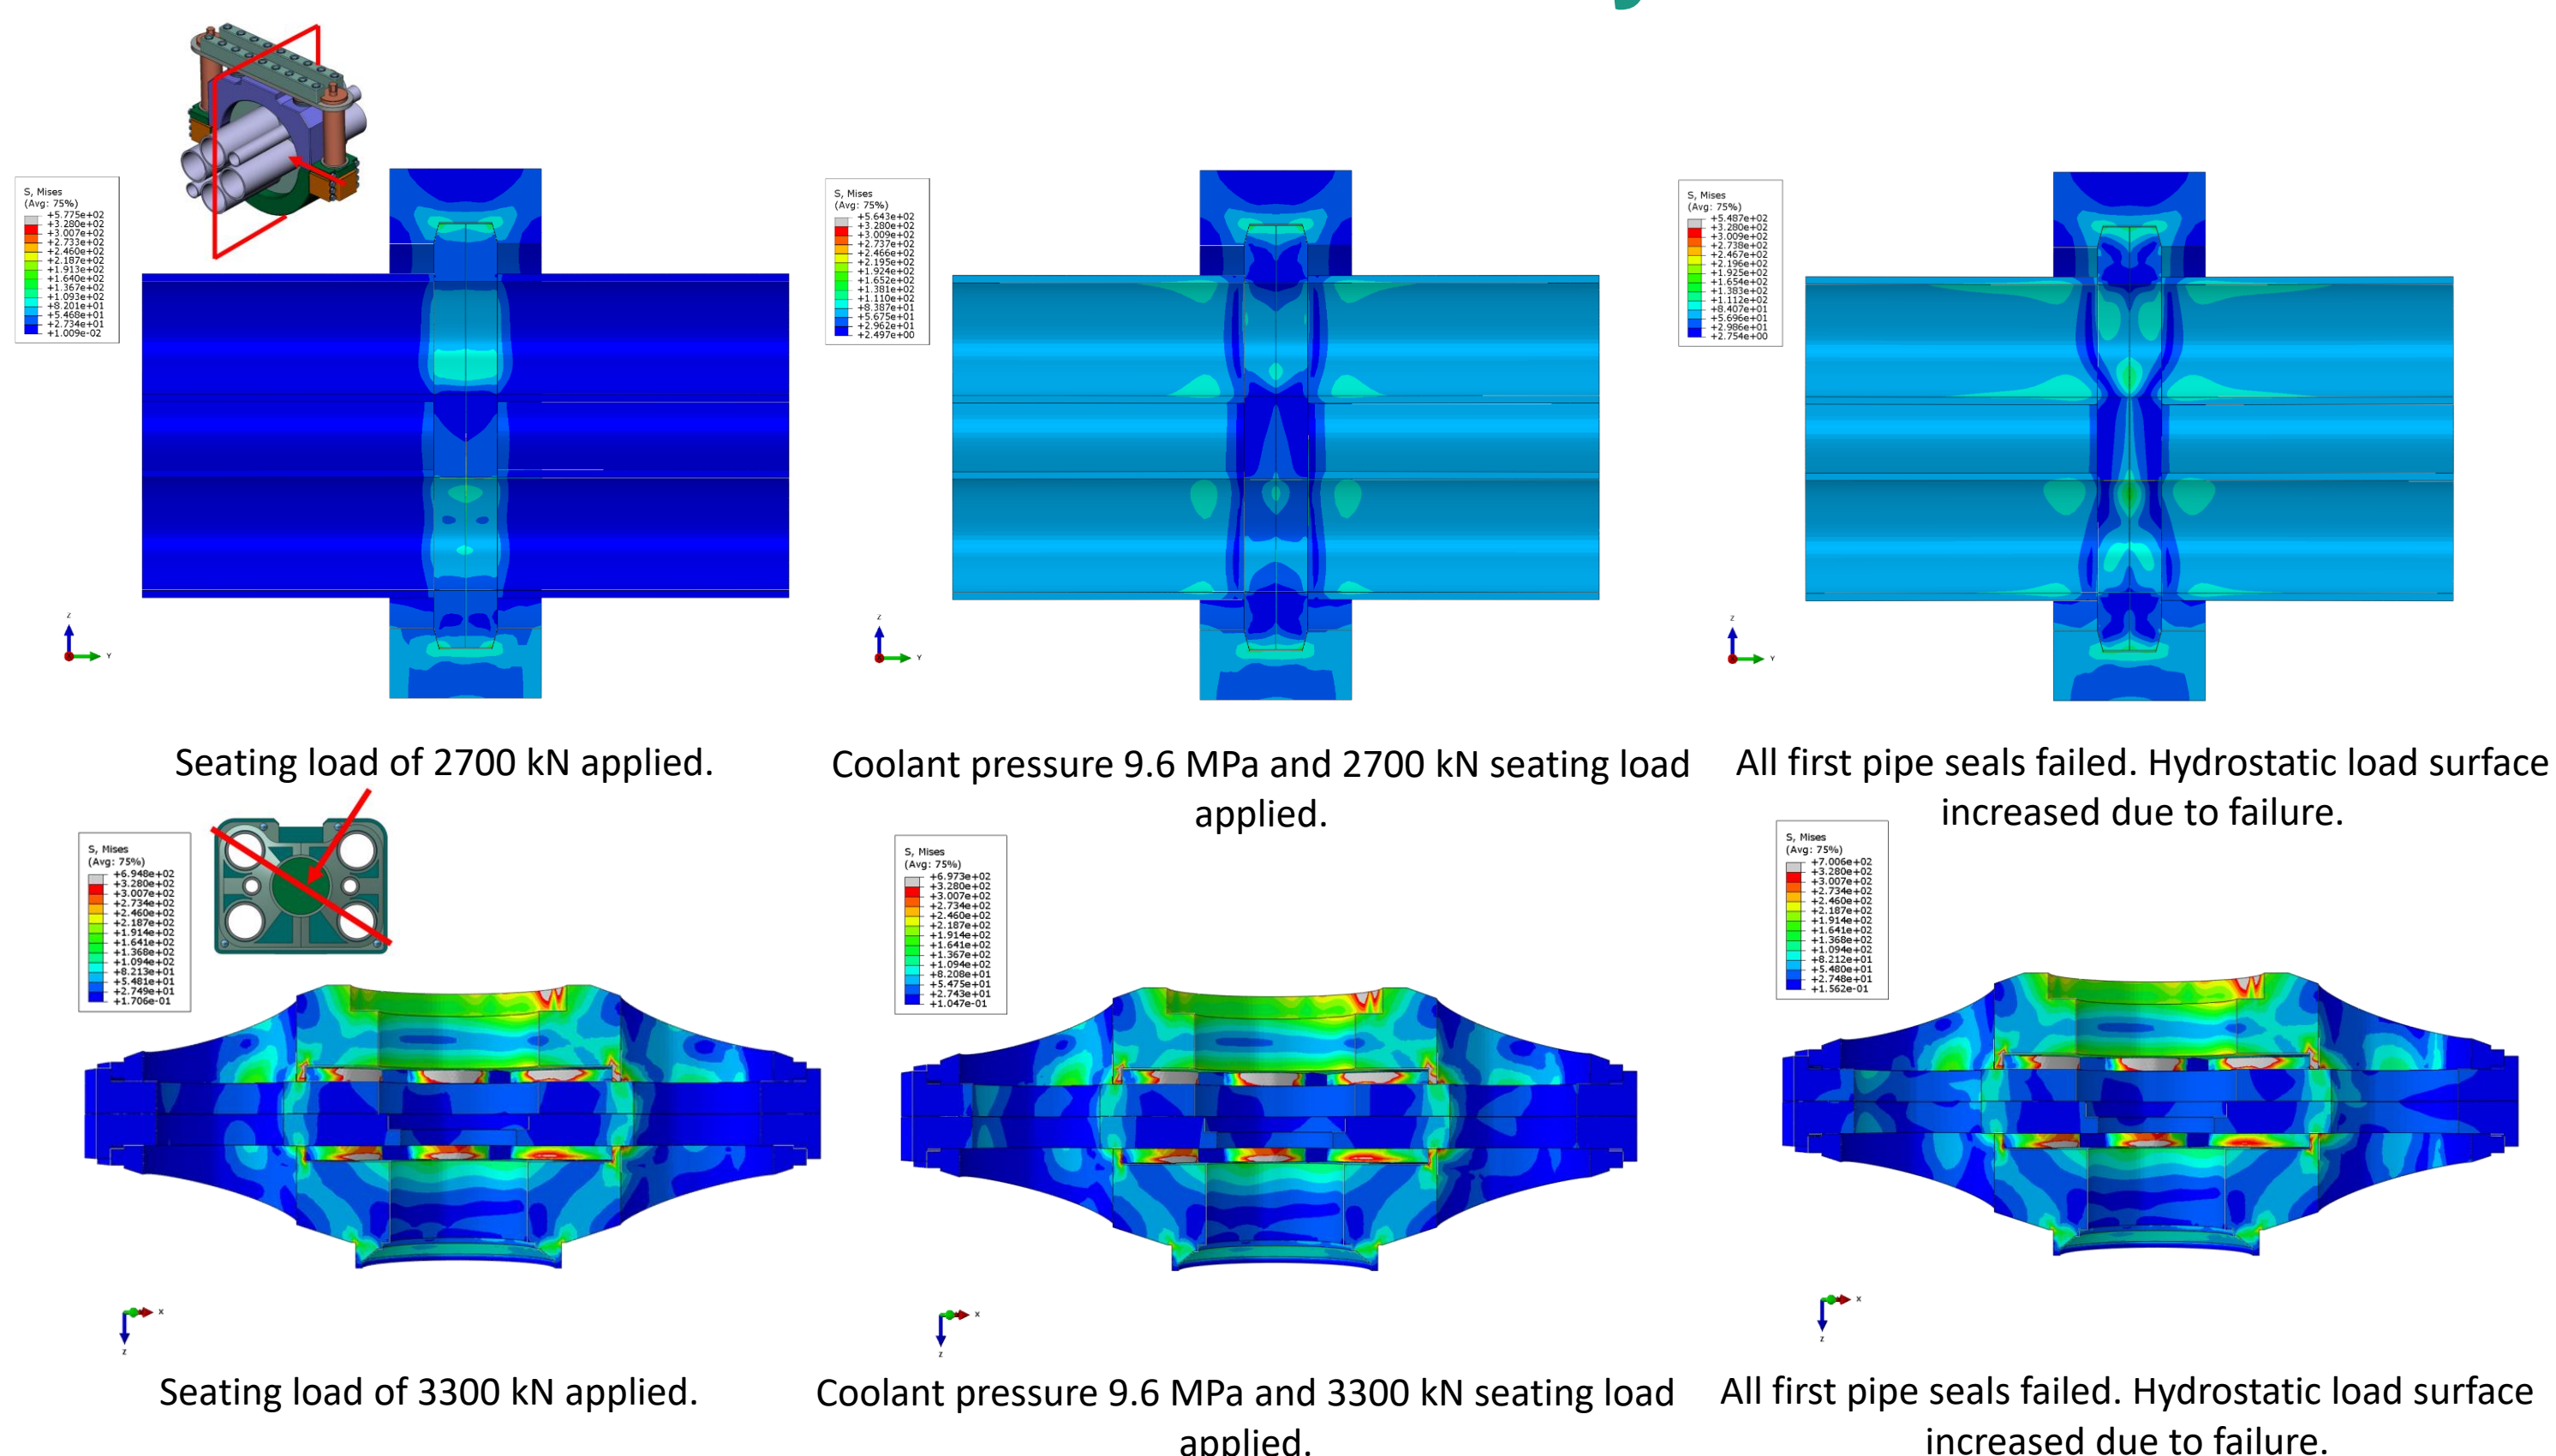 S, Mises
(Avg: 75%)
+5.775e+02
+3.280e+02
+3.007e+02
+2.733e+02
+2.460e+02
+2.187e+02
+1.913e+02
+1.640e+02
+1.367e+02
+1.093e+02
+8.201e+01
+5.468e+01
+2.734e+01
+1.009e-02
Z
Y
S, Mises
(Avg: 75%)
+5.643e+02
+3.280e+02
+3.009e+02
+2.737e+02
+2.466e+02
+2.195e+02
+1.924e+02
+1.652e+02
+1.381e+02
+1.110e+02
+8.387e+01
+5.675e+01
+2.962e+01
+2.497e+00
Z
Y
S, Mises
(Avg: 75%)
+5.487e+02
+3.280e+02
+3.009e+02
+2.738e+02
+2.467e+02
+2.196e+02
+1.925e+02
+1.654e+02
+1.383e+02
+1.112e+02
+8.407e+01
+5.696e+01
+2.986e+01
+2.754e+00
Z
Y
Seating load of 2700 kN applied.
Coolant pressure 9.6 MPa and 2700 kN seating load
applied.
All first pipe seals failed. Hydrostatic load surface
increased due to failure.
S, Mises
(Avg: 75%)
+6.948e+02
+3.280e+02
+3.007e+02
+2.734e+02
+2.460e+02
+2.187e+02
+1.914e+02
+1.641e+02
+1.368e+02
+1.094e+02
+8.213e+01
+5.481e+01
+2.749e+01
+1.706e-01
X
Z
S, Mises
(Avg: 75%)
+6.973e+02
+3.280e+02
+3.007e+02
+2.734e+02
+2.460e+02
+2.187e+02
+1.914e+02
+1.641e+02
+1.367e+02
+1.094e+02
+8.208e+01
+5.475e+01
+2.743e+01
+1.047e-01
X
Z
S, Mises
(Avg: 75%)
+7.006e+02
+3.280e+02
+3.007e+02
+2.734e+02
+2.460e+02
+2.187e+02
+1.914e+02
+1.641e+02
+1.368e+02
+1.094e+02
+8.212e+01
+5.480e+01
+2.748e+01
+1.562e-01
X
Z
Seating load of 3300 kN applied.
Coolant pressure 9.6 MPa and 3300 kN seating load
applied.
All first pipe seals failed. Hydrostatic load surface
increased due to failure.